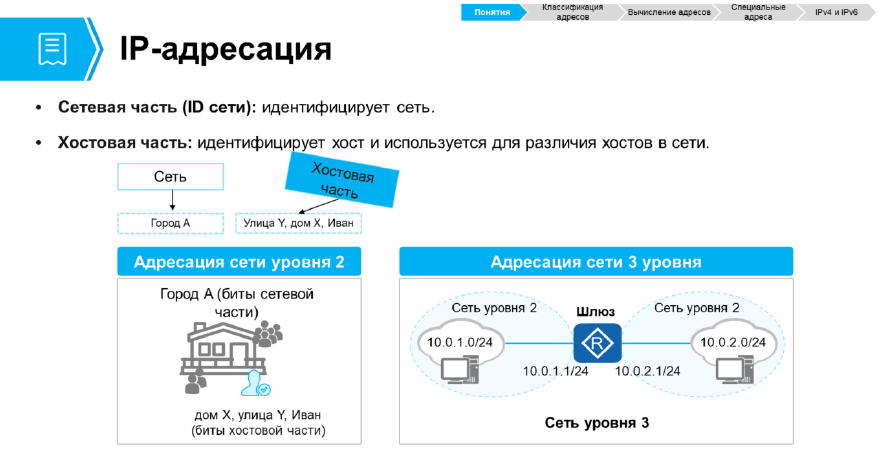 Понятия
Классификация
адресов
Вычисление адресов
Специальные
адреса
IPv4 и IPv6
IP-адресация
• Сетевая часть (ID сети): идентифицирует сеть.
• Хостовая часть: идентифицирует хост и используется для различия хостов в сети.
Сеть
Хостовая
часть
Город A
Улица Y, дом X, Иван
Адресация сети уровня 2
Город A (биты сетевой
части)
дом X, улица Y, Иван
(биты хостовой части)
Адресация сети 3 уровня
Сеть уровня 2
Шлюз
Сеть уровня 2
10.0.1.0/24
R
10.0.2.0/24
10.0.1.1/24
10.0.2.1/24
Сеть уровня 3